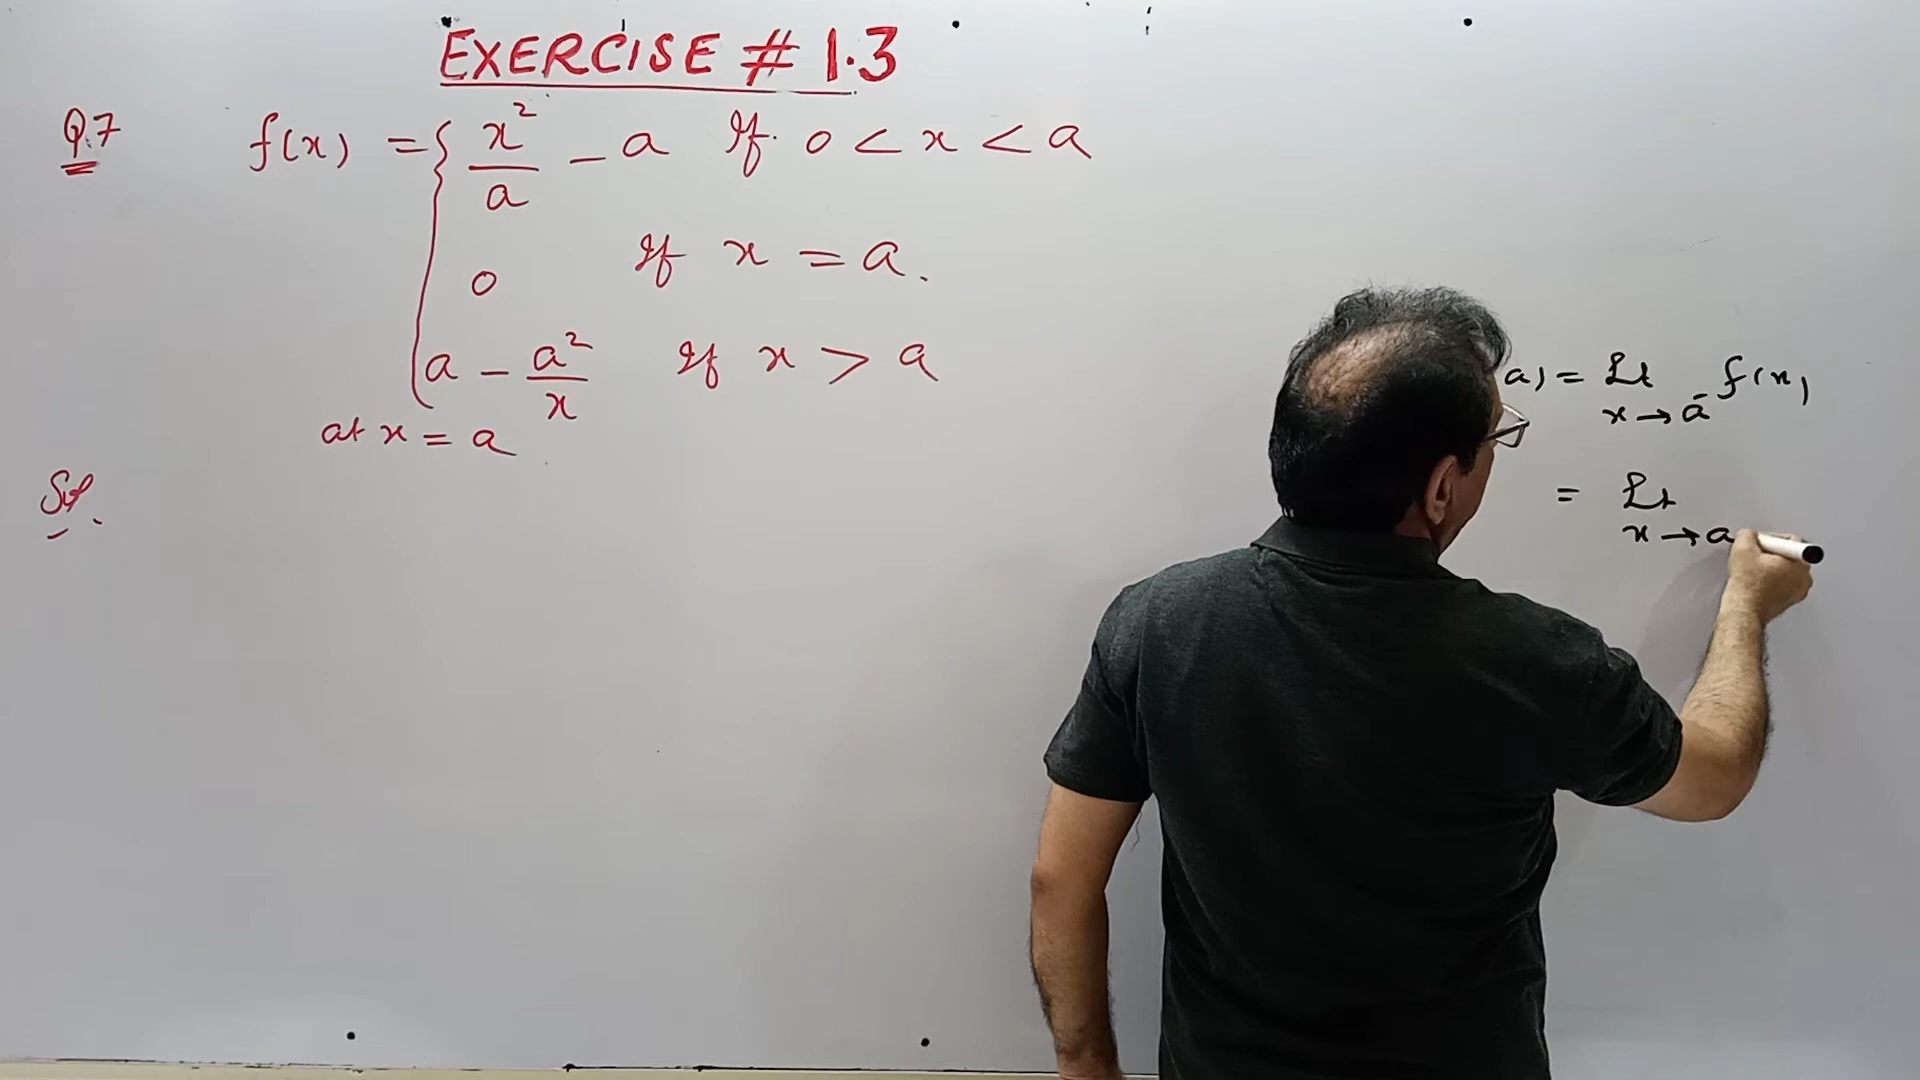 EXERCISE # 1.3
Q.7 f(x) = { x²/a − a If 0 < x < a
0 If x = a.
a − a²/x If x > a
at x = a
Sol.
a) = Lt x→a⁻ f(x)
= Lt x→a